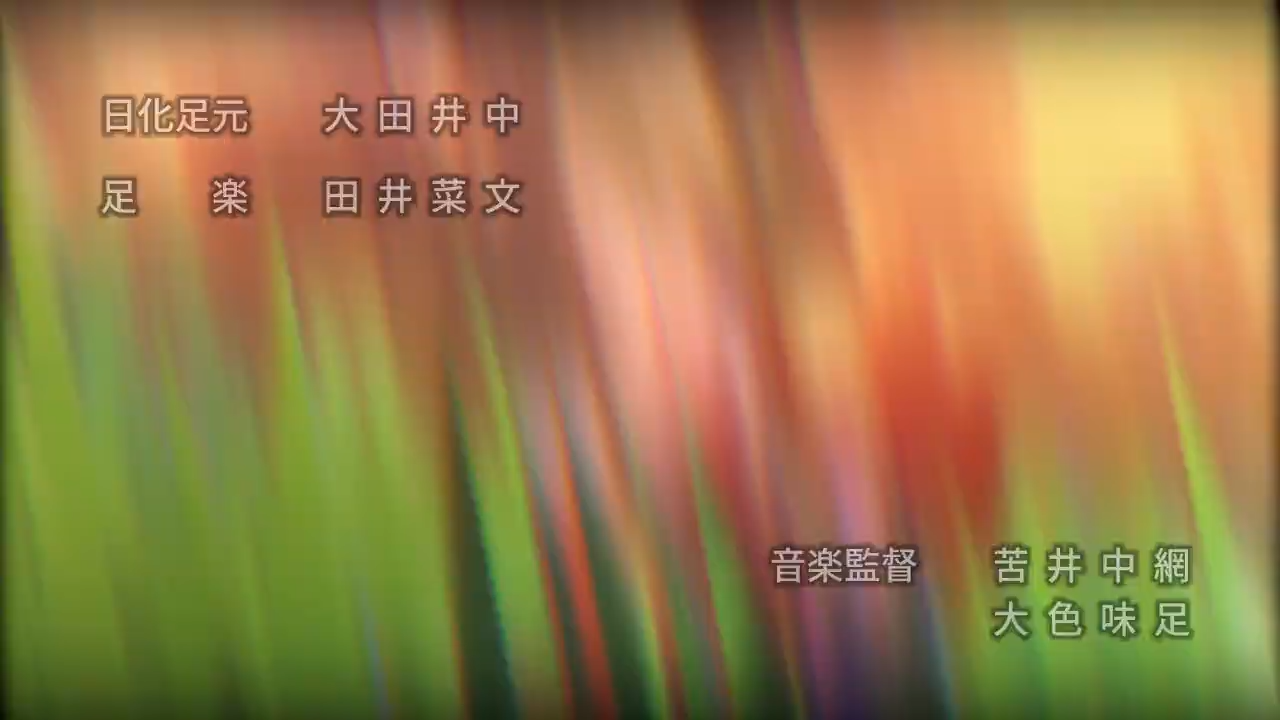 日化足元 大田井中
足楽 田井菜文
音楽監督 苦井中網
大色味足